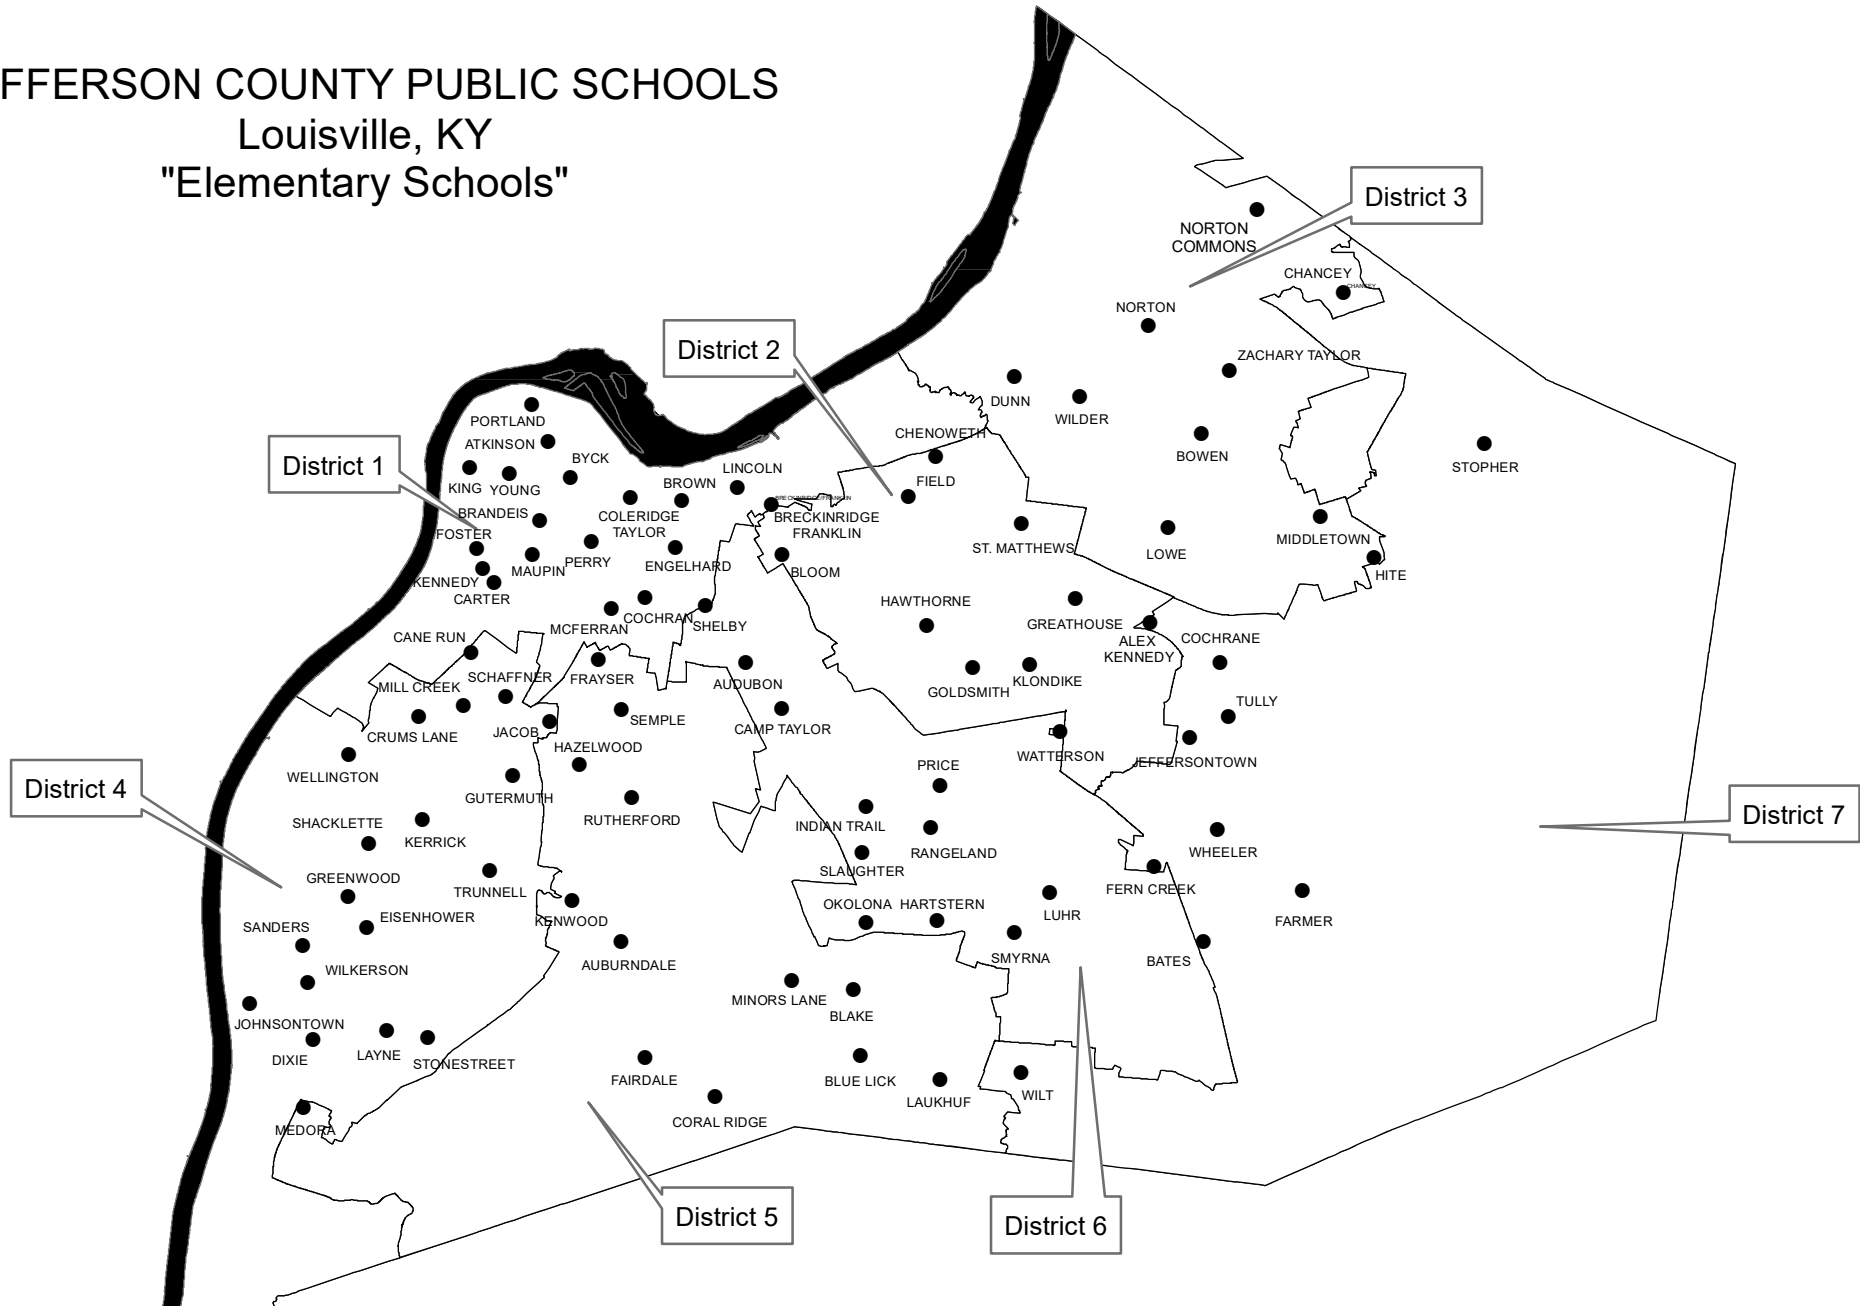 FFERSON COUNTY PUBLIC SCHOOLS
Louisville, KY
"Elementary Schools"
District 3
NORTON
COMMONS
CHANCEY
CHANCEY
NORTON
District 2
ZACHARY TAYLOR
DUNN
WILDER
PORTLAND
ATKINSON
CHENOWETH
BOWEN
STOPHER
District 1
BYCK
LINCOLN
KING
YOUNG
BROWN
FIELD
BRECKINRIDGE/FRANKLIN
BRANDEIS
COLERIDGE
TAYLOR
BRECKINRIDGE
FRANKLIN
FOSTER
ST. MATTHEWS
LOWE
MIDDLETOWN
PERRY
ENGELHARD
MAUPIN
BLOOM
HITE
KENNEDY
CARTER
HAWTHORNE
MCFERRAN
COCHRAN
SHELBY
GREATHOUSE
CANE RUN
ALEX
KENNEDY
COCHRANE
SCHAFFNER
FRAYSER
MILL CREEK
AUDUBON
GOLDSMITH
KLONDIKE
TULLY
CRUMS LANE
JACOB
SEMPLE
CAMP TAYLOR
HAZELWOOD
WATTERSON
JEFFERSONTOWN
WELLINGTON
PRICE
District 4
GUTERMUTH
RUTHERFORD
District 7
SHACKLETTE
KERRICK
INDIAN TRAIL
RANGELAND
WHEELER
SLAUGHTER
GREENWOOD
TRUNNELL
FERN CREEK
EISENHOWER
KENWOOD
OKOLONA
HARTSTERN
LUHR
FARMER
SANDERS
SMYRNA
BATES
WILKERSON
AUBURNDALE
MINORS LANE
BLAKE
JOHNSONTOWN
DIXIE
LAYNE
STONESTREET
FAIRDALE
BLUE LICK
LAUKHUF
WILT
CORAL RIDGE
MEDORA
District 5
District 6